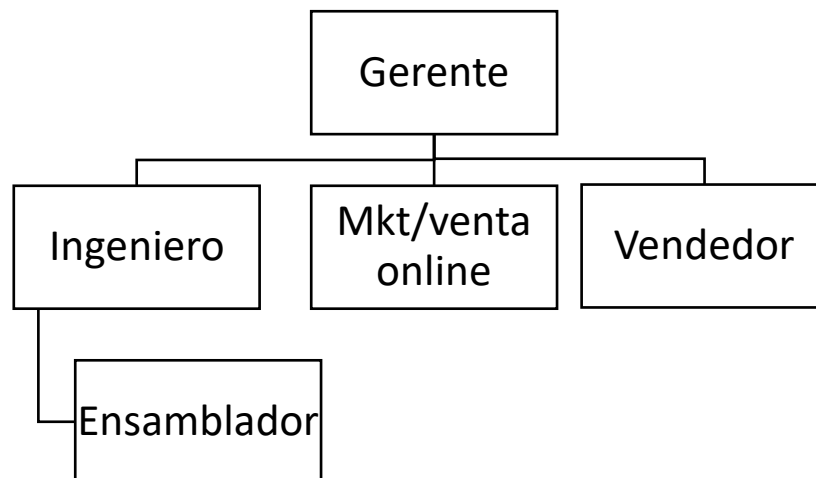 Gerente
Ingeniero
Mkt/venta
online
Vendedor
Ensamblador